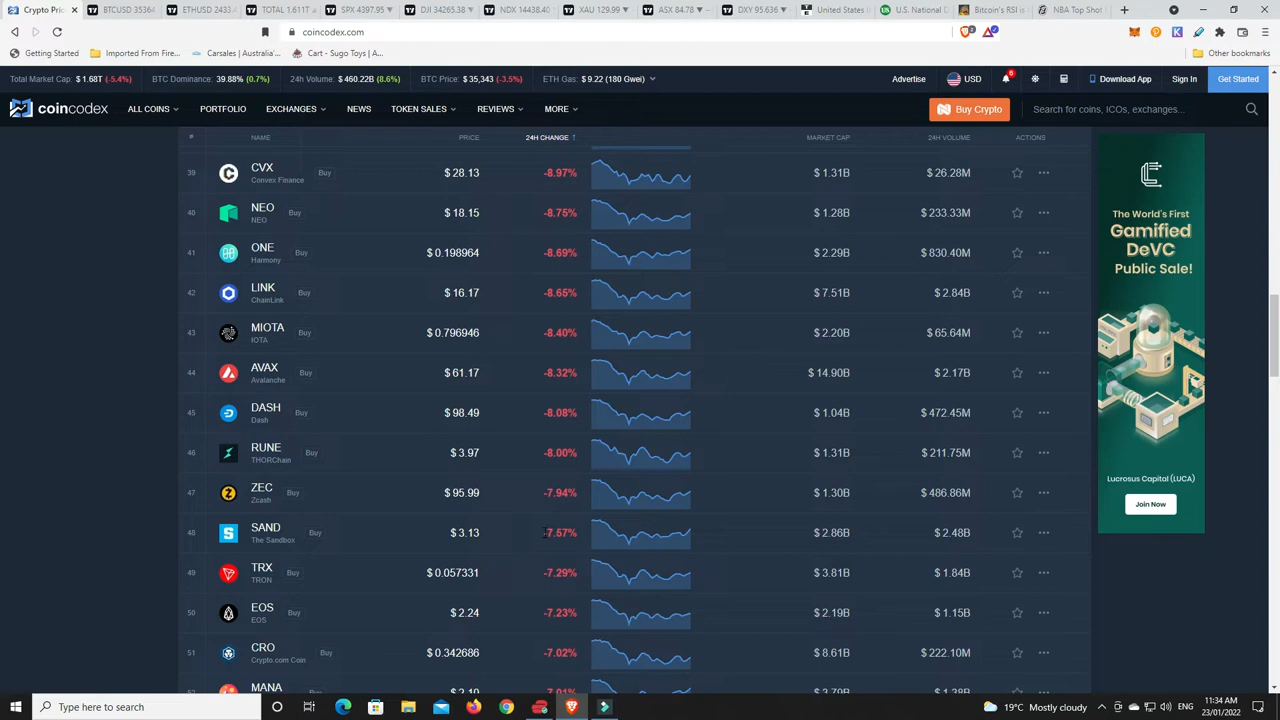 Crypto Price
BTCUSD 35364
ETHUSD 2433.
TOTAL 1.611T
SPX 4397.95
DJI 34265.38
NDX 14438.40
XAU 129.99
ASX 84.78
DXY 95.636
United States
U.S. National D
Bitcoin's RSI is
NBA Top Shot
coincodex.com
Getting Started
Imported From Fire...
Carsales | Australia'...
Cart - Sugo Toys | A...
Other bookmarks
Total Market Cap: $ 1.68T (-5.4%)
BTC Dominance: 39.88% (0.7%)
24h Volume: $ 460.22B (8.6%)
BTC Price: $ 35,343 (-3.5%)
ETH Gas: $ 9.22 (180 Gwei)
Advertise
USD
6
Download App
Sign In
Get Started
coincodex
ALL COINS
PORTFOLIO
EXCHANGES
NEWS
TOKEN SALES
REVIEWS
MORE
Buy Crypto
Search for coins, ICOs, exchanges...
# NAME PRICE 24H CHANGE ↑ MARKET CAP 24H VOLUME ACTIONS
39 CVX Buy $ 28.13 -8.97% $ 1.31B $ 26.28M
Convex Finance
40 NEO Buy $ 18.15 -8.75% $ 1.28B $ 233.33M
NEO
41 ONE Buy $ 0.198964 -8.69% $ 2.29B $ 830.40M
Harmony
42 LINK Buy $ 16.17 -8.65% $ 7.51B $ 2.84B
ChainLink
43 MIOTA Buy $ 0.796946 -8.40% $ 2.20B $ 65.64M
IOTA
44 AVAX Buy $ 61.17 -8.32% $ 14.90B $ 2.17B
Avalanche
45 DASH Buy $ 98.49 -8.08% $ 1.04B $ 472.45M
Dash
46 RUNE Buy $ 3.97 -8.00% $ 1.31B $ 211.75M
THORChain
47 ZEC Buy $ 95.99 -7.94% $ 1.30B $ 486.86M
Zcash
48 SAND Buy $ 3.13 -7.57% $ 2.86B $ 2.48B
The Sandbox
49 TRX Buy $ 0.057331 -7.29% $ 3.81B $ 1.84B
TRON
50 EOS Buy $ 2.24 -7.23% $ 2.19B $ 1.15B
EOS
51 CRO Buy $ 0.342686 -7.02% $ 8.61B $ 222.10M
Crypto.com Coin
MANA $ 2.10 -7.01% $ 3.79B $ 1.38B
The World's First
Gamified
DeVC
Public Sale!
Lucrosus Capital (LUCA)
Join Now
Type here to search
19°C Mostly cloudy
ENG
11:34 AM
23/01/2022